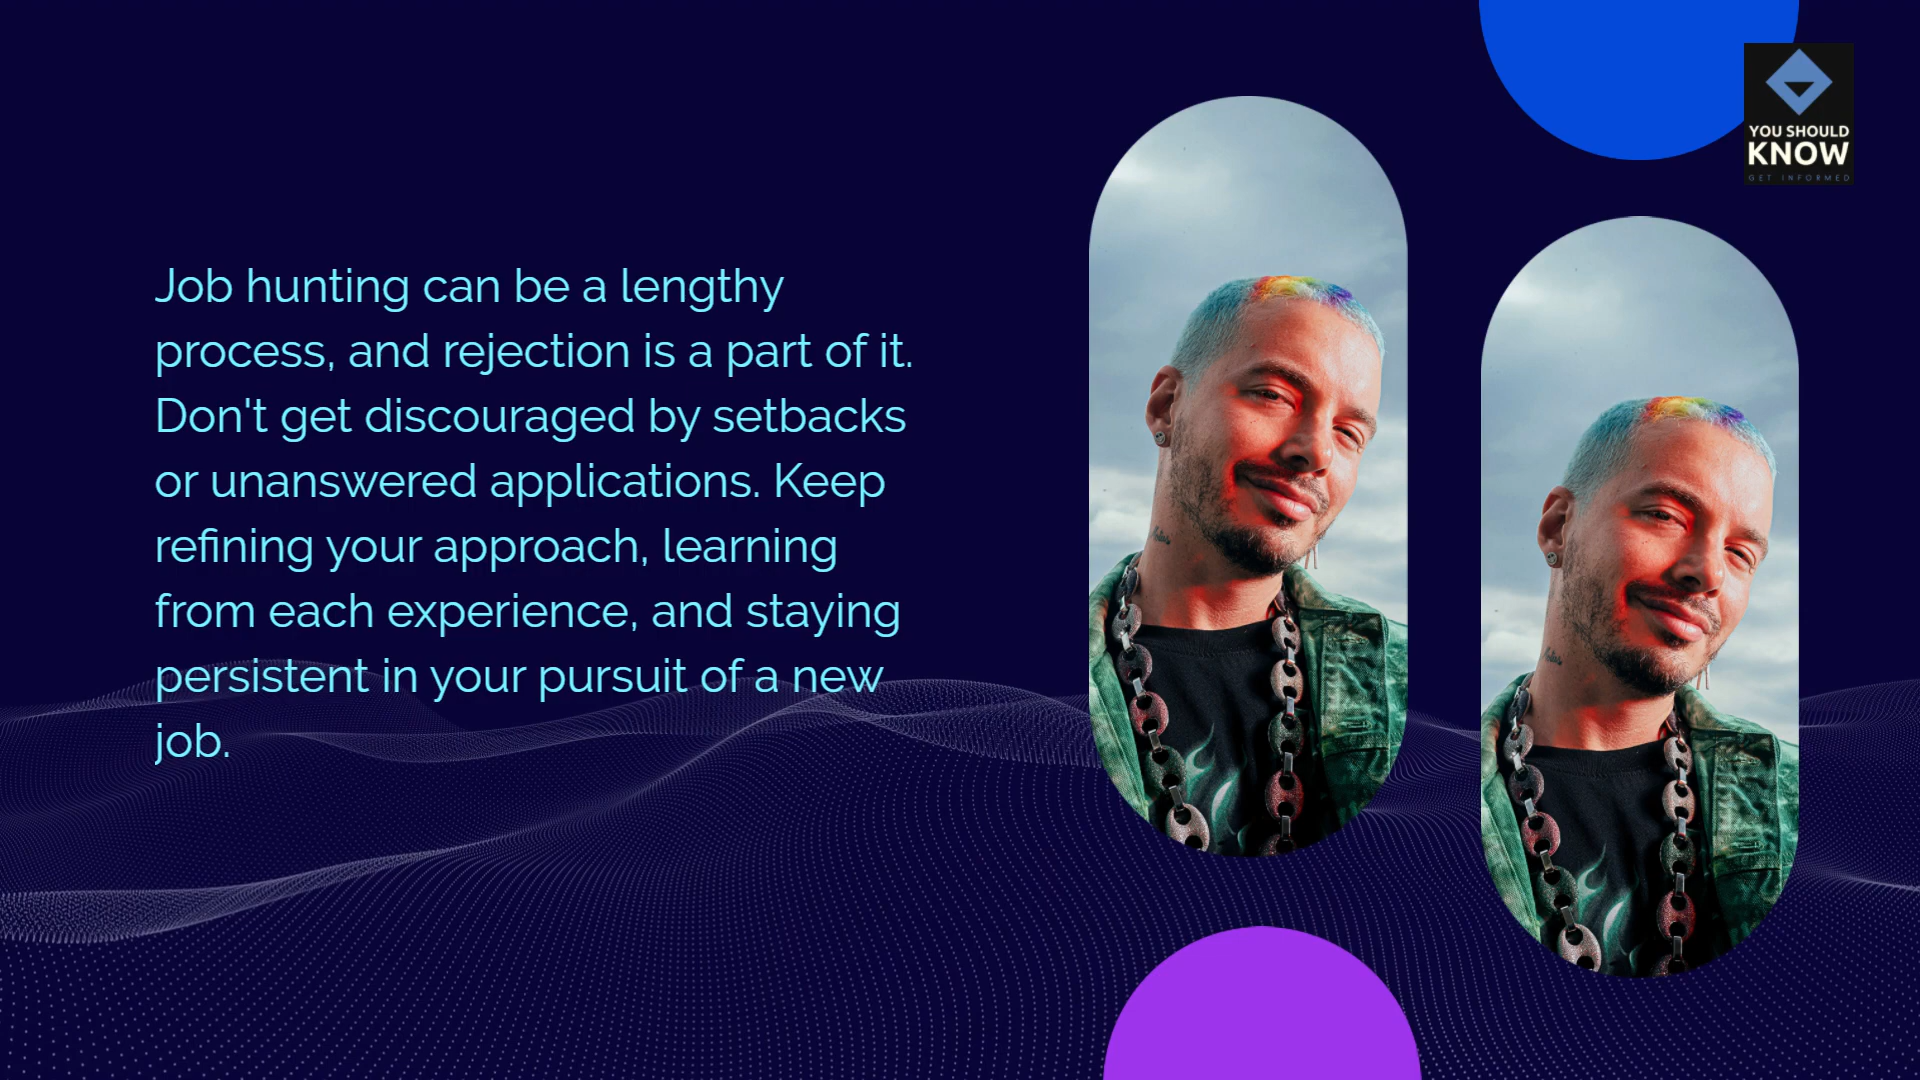 YOU SHOULD
KNOW
GET INFORMED
Job hunting can be a lengthy
process, and rejection is a part of it.
Don't get discouraged by setbacks
or unanswered applications. Keep
refining your approach, learning
from each experience, and staying
persistent in your pursuit of a new
job.